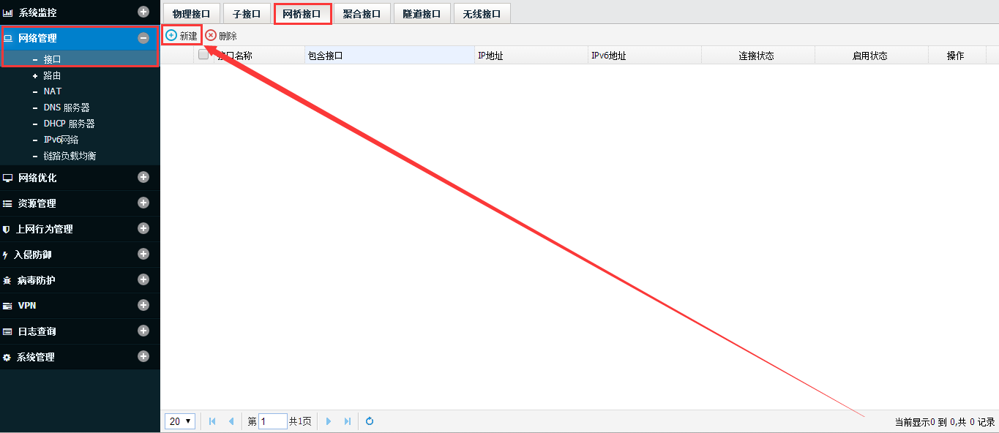 系统监控
网络管理
接口
路由
NAT
DNS 服务器
DHCP 服务器
IPv6网络
链路负载均衡
网络优化
资源管理
上网行为管理
入侵防御
病毒防护
VPN
日志查询
系统管理
物理接口 子接口 网桥接口 聚合接口 隧道接口 无线接口
新建 删除
接口名称 包含接口 IP地址 IPv6地址 连接状态 启用状态 操作
20 第 1 共1页 当前显示0 到 0,共 0 记录